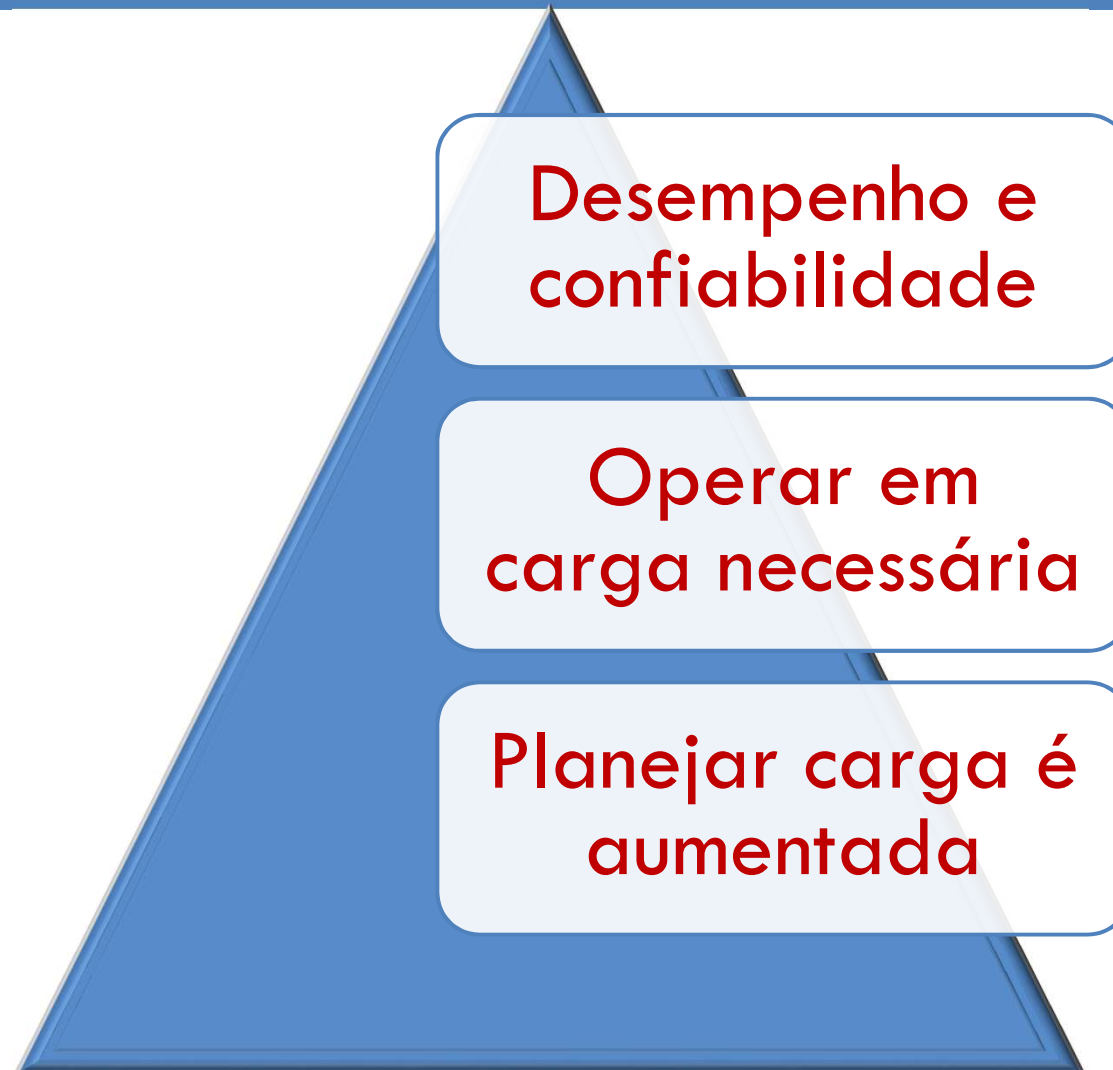 Desempenho e
confiabilidade
Operar em
carga necessária
Planejar carga é
aumentada